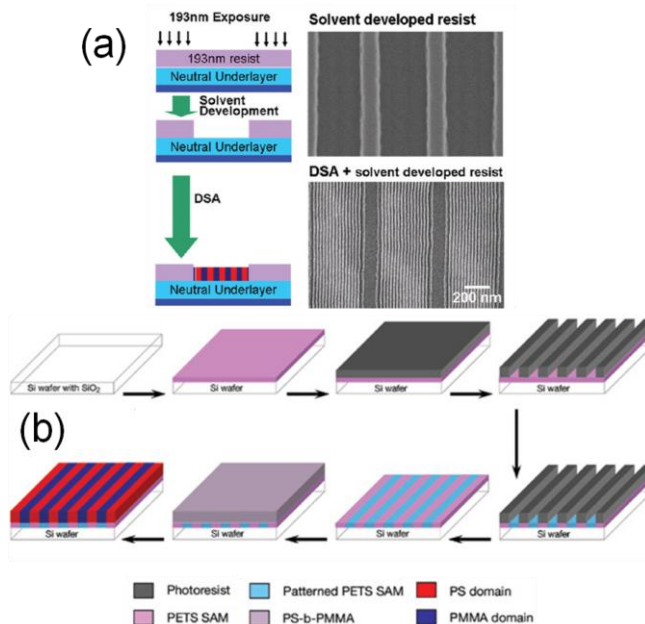 (a)
193nm Exposure
193nm resist
Neutral Underlayer
Solvent
Development
Neutral Underlayer
DSA
Neutral Underlayer
Solvent developed resist
DSA + solvent developed resist
200 nm
Si wafer with SiO₂
Si wafer
Si wafer
Si wafer
(b)
Si wafer
Si wafer
Si wafer
Si wafer
Photoresist
Patterned PETS SAM
PS domain
PETS SAM
PS-b-PMMA
PMMA domain